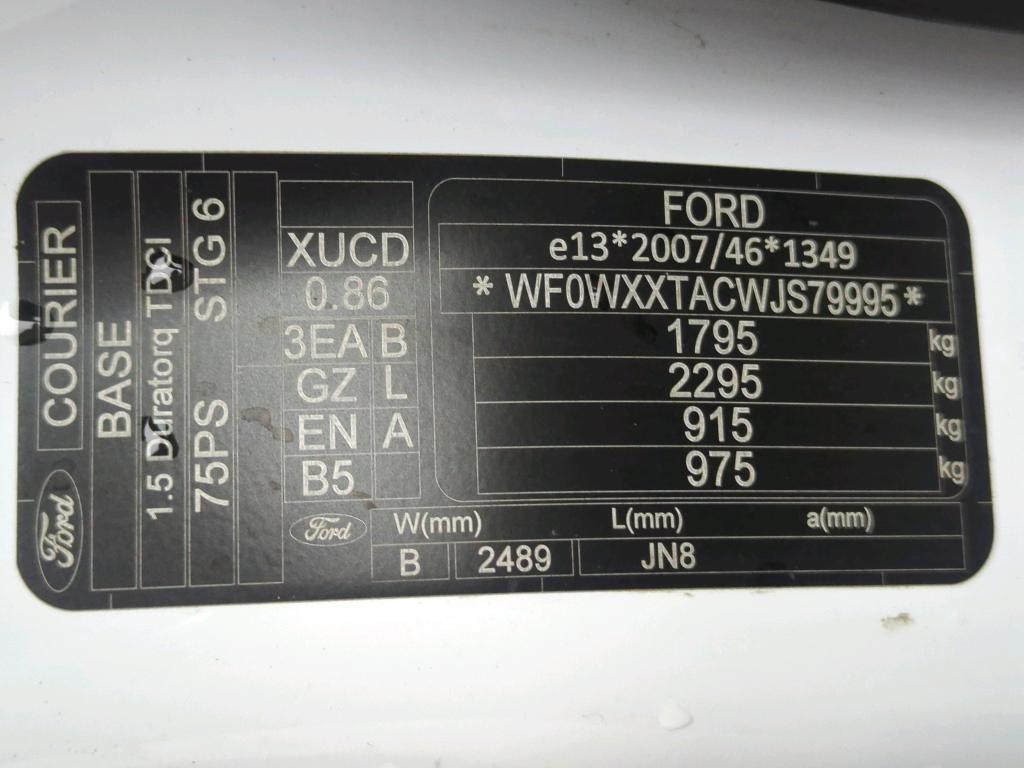 COURIER
Ford
BASE
1.5 Duratorq TDCI
75PS STG 6
XUCD
0.86
3EA B
GZ L
EN A
B5
FORD
e13*2007/46*1349
* WF0WXXTACWJS79995 *
1795 kg
2295 kg
915 kg
975 kg
Ford
W(mm) L(mm) a(mm)
B 2489 JN8